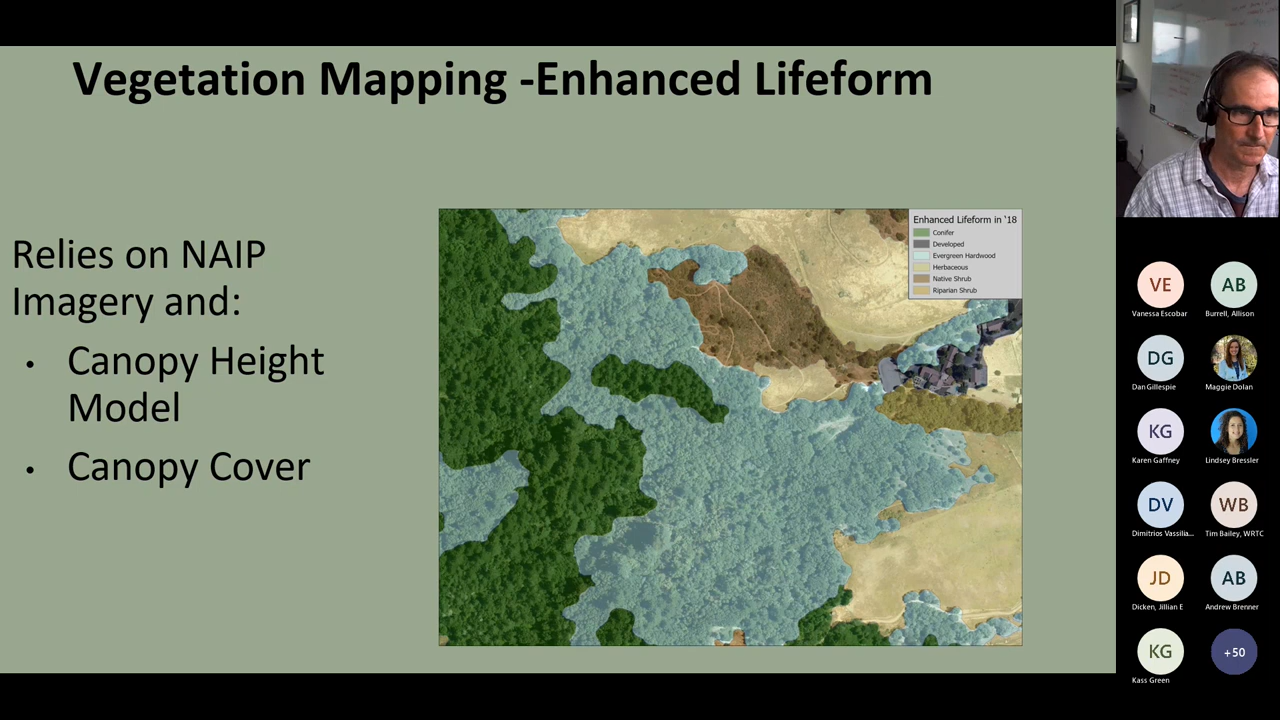 Vegetation Mapping -Enhanced Lifeform
Relies on NAIP
Imagery and:
• Canopy Height
Model
• Canopy Cover
Enhanced Lifeform in '18
Conifer
Developed
Evergreen Hardwood
Herbaceous
Native Shrub
Riparian Shrub
VE
Vanessa Escobar
AB
Burrell, Allison
DG
Dan Gillespie
Maggie Dolan
KG
Karen Gaffney
Lindsey Bressler
DV
Dimitrios Vassilia...
WB
Tim Bailey, WRTC
JD
Dicken, Jillian E
AB
Andrew Brenner
KG
Kass Green
+50